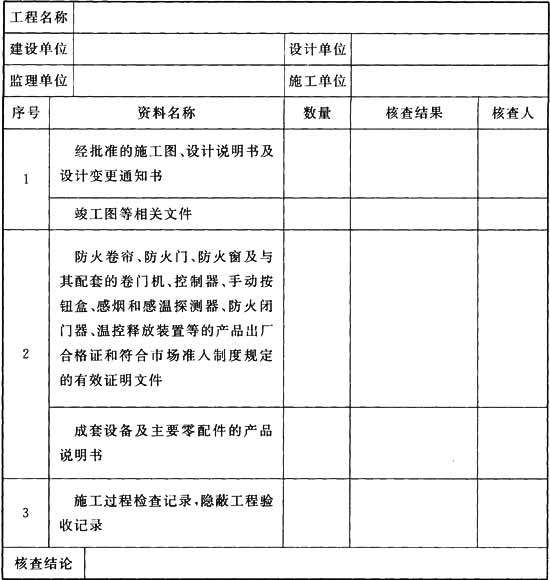 工程名称
建设单位 设计单位
监理单位 施工单位
序号 资料名称 数量 核查结果 核查人
1
经批准的施工图、设计说明书及
设计变更通知书
竣工图等相关文件
2
防火卷帘、防火门、防火窗及与
其配套的卷门机、控制器、手动按
钮盒、感烟和感温探测器、防火闭
门器、温控释放装置等的产品出厂
合格证和符合市场准人制度规定
的有效证明文件
成套设备及主要零配件的产品
说明书
3
施工过程检查记录,隐蔽工程验
收记录
核查结论